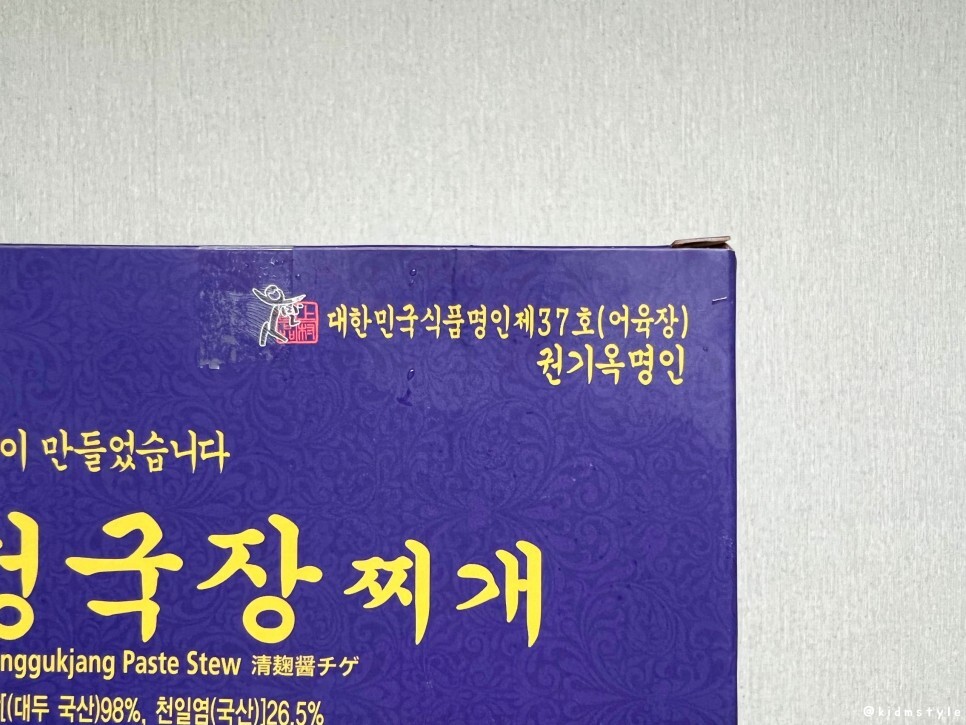 대한민국식품명인제37호(어육장)
권기옥명인
이 만들었습니다
청국장 찌개
nggukjang Paste Stew 清麹醤チゲ
[(대두 국산)98%, 천일염(국산)]26.5%
@kidmstyle